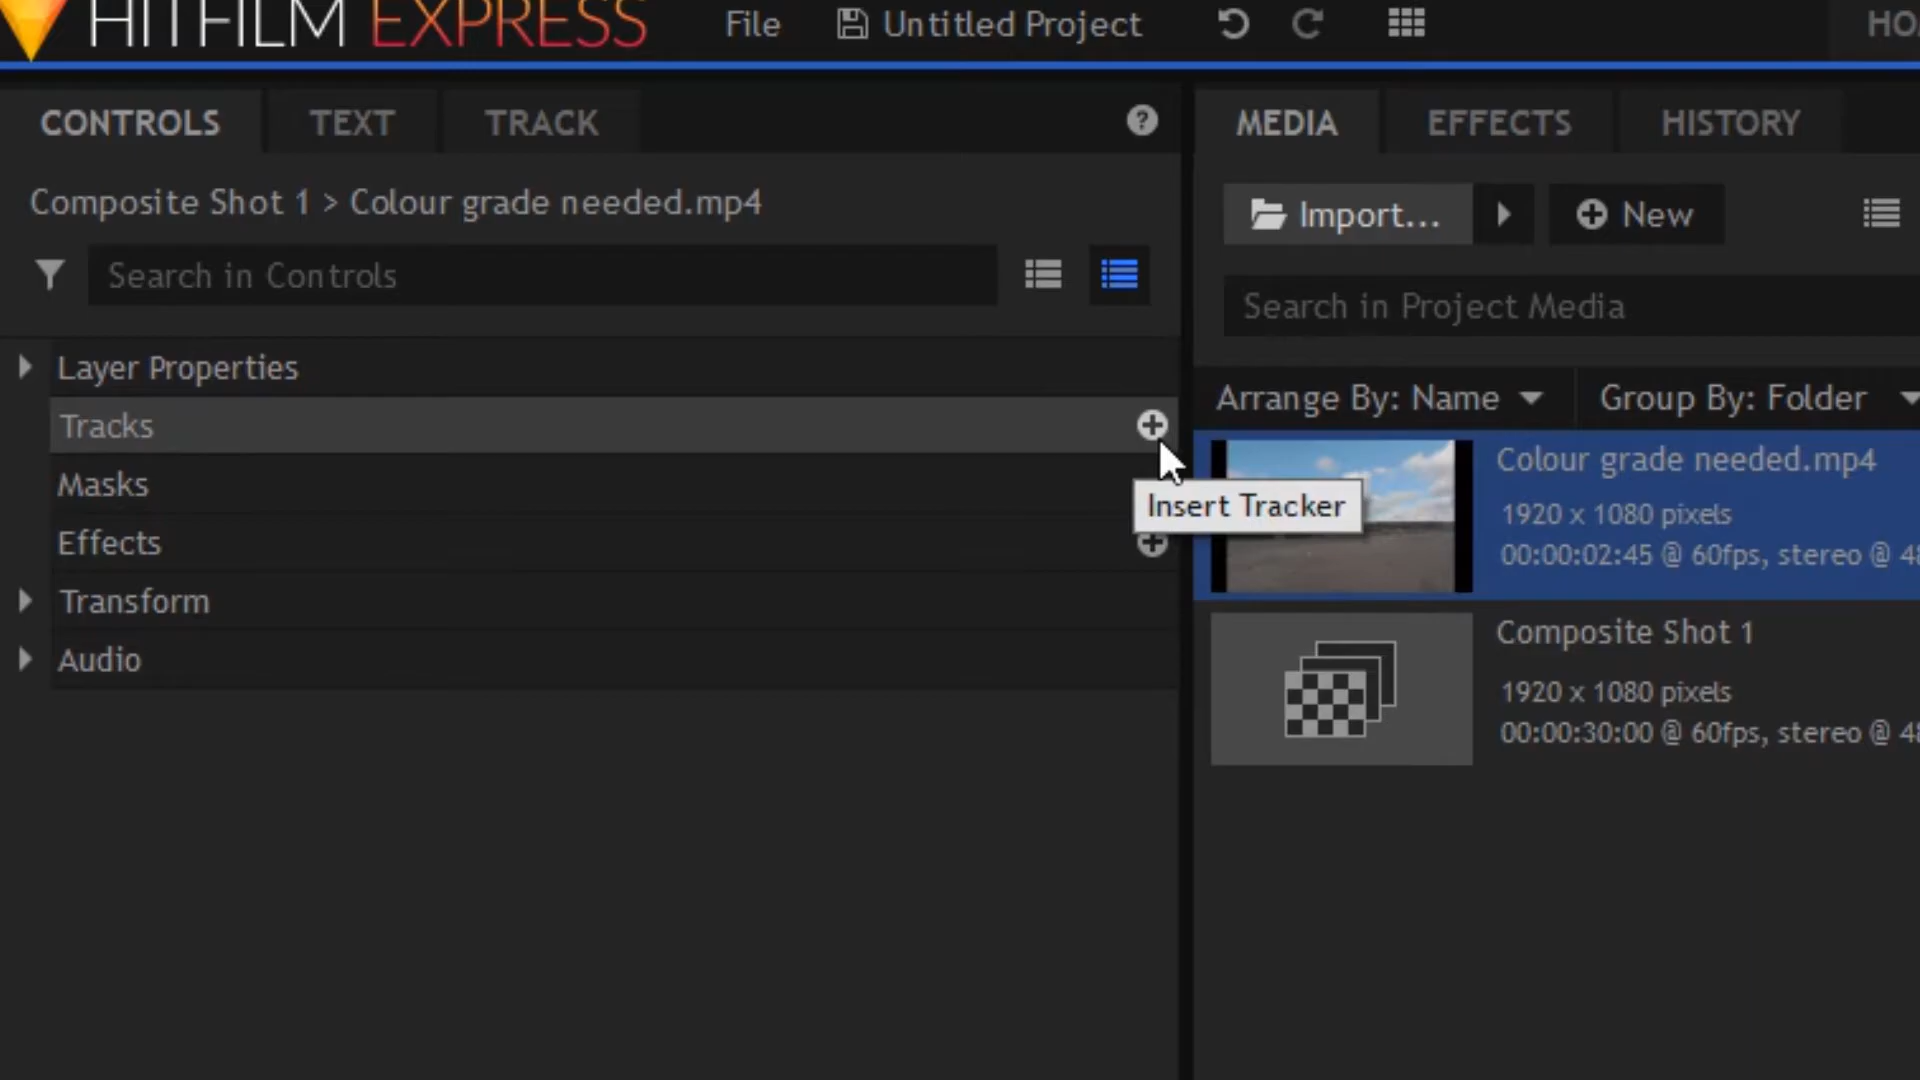 HITFILM EXPRESS
File
Untitled Project
CONTROLS
TEXT
TRACK
Composite Shot 1 > Colour grade needed.mp4
Search in Controls
Layer Properties
Tracks
Insert Tracker
Masks
Effects
Transform
Audio
MEDIA
EFFECTS
HISTORY
Import...
New
Search in Project Media
Arrange By: Name
Group By: Folder
Colour grade needed.mp4
1920 x 1080 pixels
00:00:02:45 @ 60fps, stereo @
Composite Shot 1
1920 x 1080 pixels
00:00:30:00 @ 60fps, stereo @